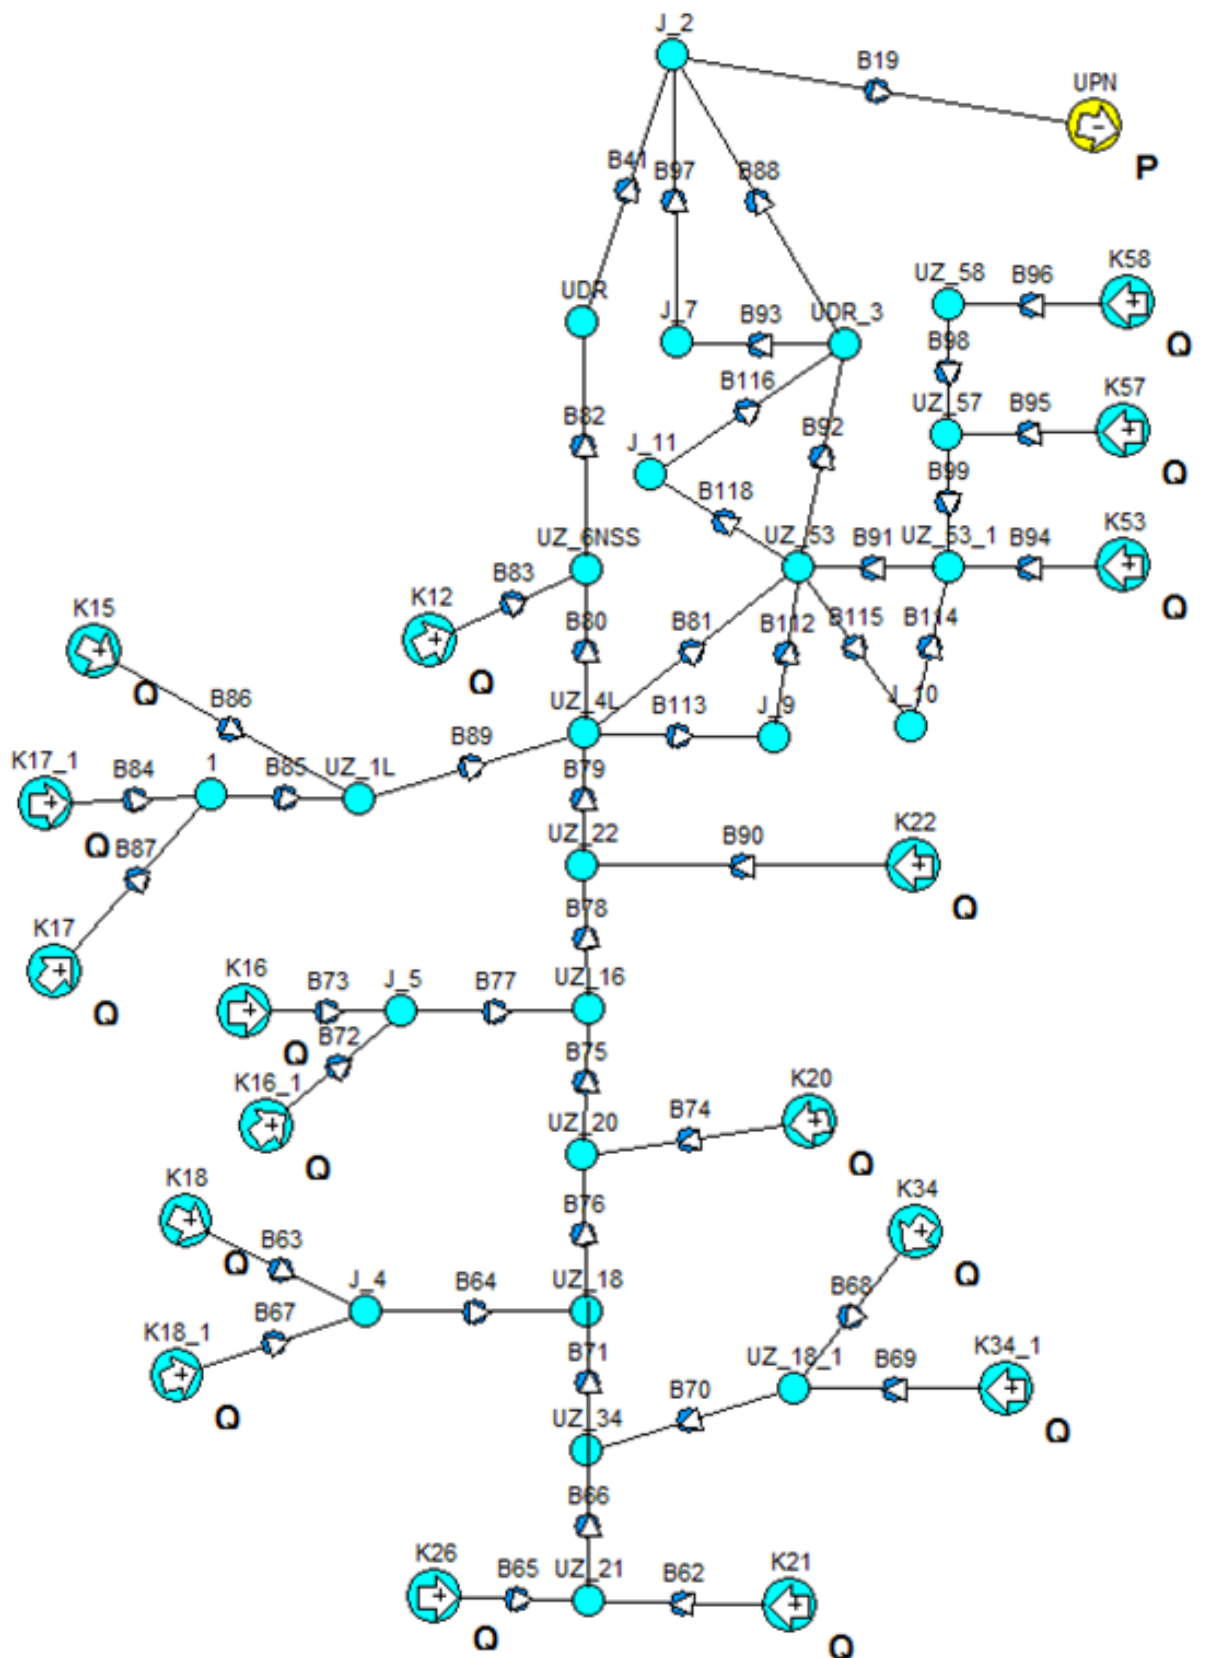 J_2
B19
UPN
P
B41
B97
B88
UZ_58
B96
K58
Q
UDR
J_7
B93
UDR_3
B98
B116
UZ_57
B95
K57
Q
B82
J_11
B92
B99
B118
UZ_6NSS
UZ_53
B91
UZ_53_1
B94
K53
Q
K15
Q
B83
K12
Q
B80
B81
B112
B115
B114
B86
UZ_4L
B113
J_9
J_10
K17_1
Q
B84
1
B85
UZ_1L
B89
B79
B87
UZ_22
B90
K22
Q
K17
Q
B78
K16
Q
B73
J_5
B77
UZ_16
B72
B75
K16_1
Q
UZ_20
B74
K20
Q
K18
Q
B63
B76
K34
Q
J_4
B64
UZ_18
B68
K18_1
Q
B67
B71
UZ_18_1
B69
K34_1
Q
UZ_34
B70
B66
K26
Q
B65
UZ_21
B62
K21
Q